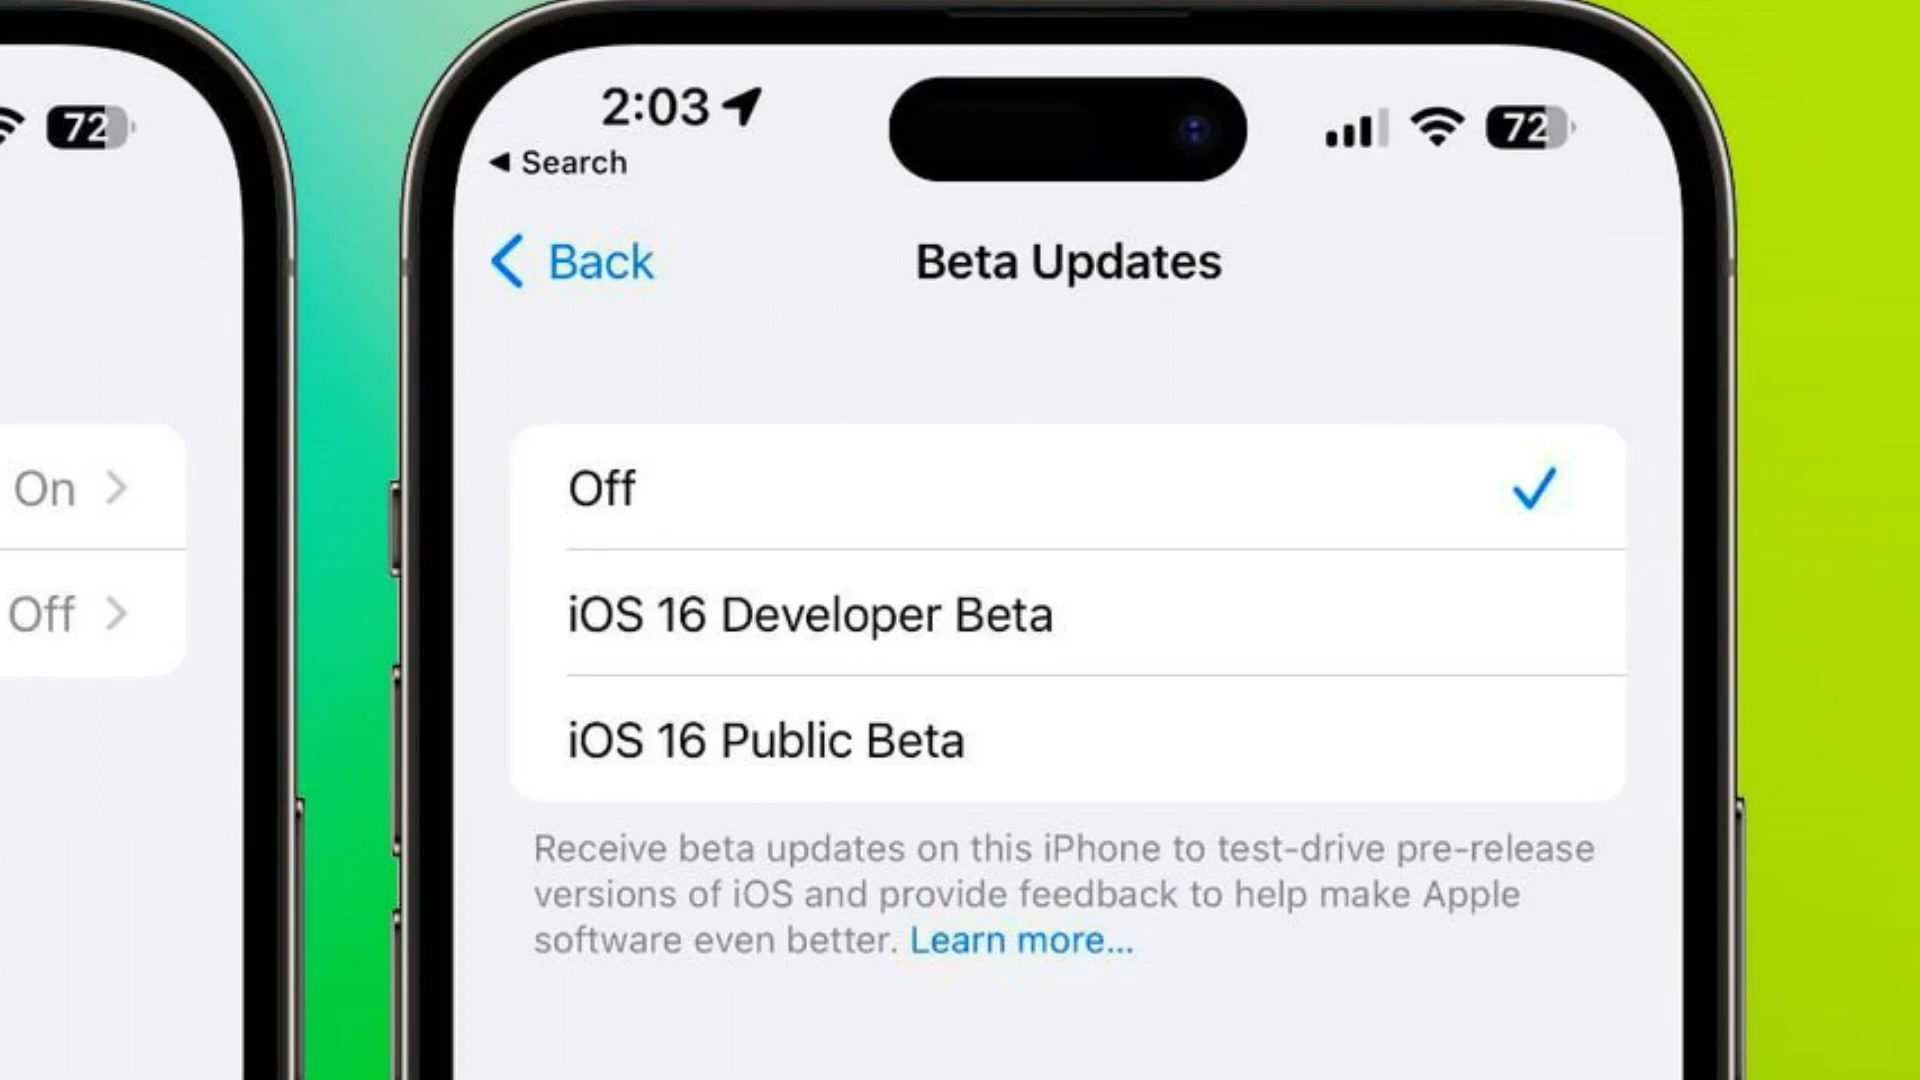 72
On
Off
2:03
Search
72
Back
Beta Updates
Off
iOS 16 Developer Beta
iOS 16 Public Beta
Receive beta updates on this iPhone to test-drive pre-release
versions of iOS and provide feedback to help make Apple
software even better. Learn more...